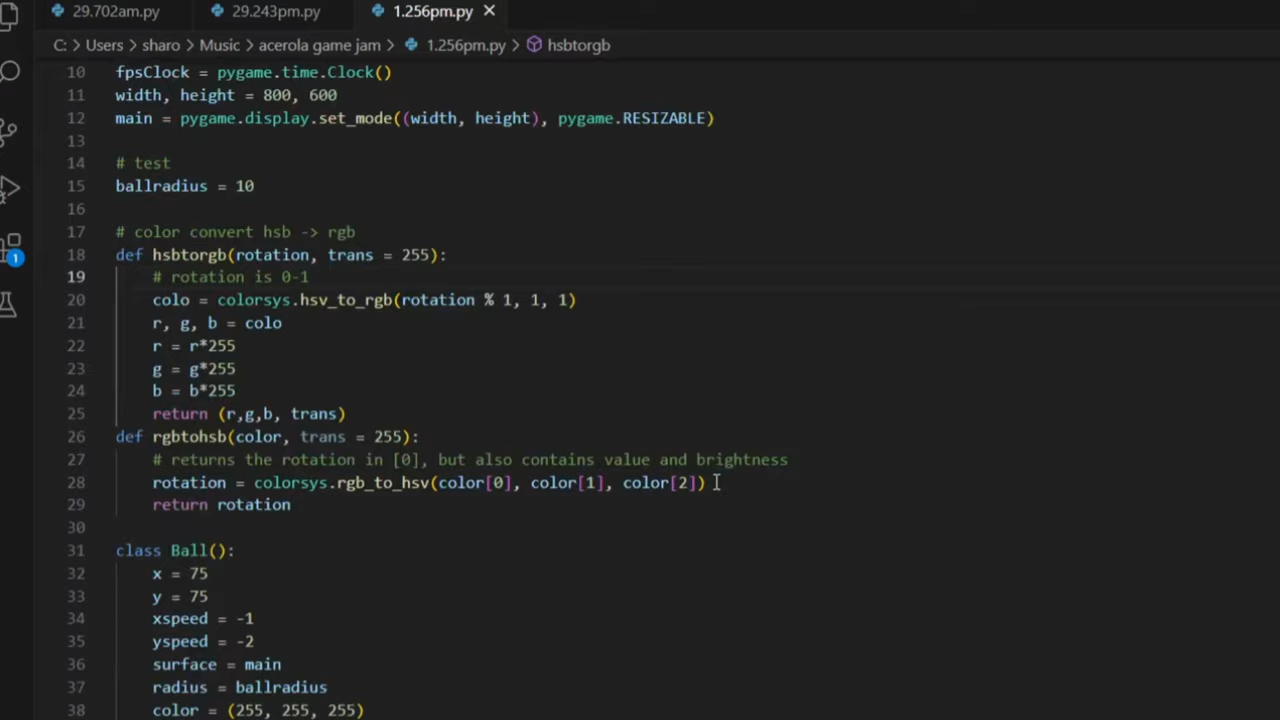 29.702am.py 29.243pm.py 1.256pm.py
C: > Users > sharo > Music > acerola game jam > 1.256pm.py > hsbtorgb
10 fpsClock = pygame.time.Clock()
11 width, height = 800, 600
12 main = pygame.display.set_mode((width, height), pygame.RESIZABLE)
13
14 # test
15 ballradius = 10
16
17 # color convert hsb -> rgb
18 def hsbtorgb(rotation, trans = 255):
19 # rotation is 0-1
20 colo = colorsys.hsv_to_rgb(rotation % 1, 1, 1)
21 r, g, b = colo
22 r = r*255
23 g = g*255
24 b = b*255
25 return (r,g,b, trans)
26 def rgbtohsb(color, trans = 255):
27 # returns the rotation in [0], but also contains value and brightness
28 rotation = colorsys.rgb_to_hsv(color[0], color[1], color[2])
29 return rotation
30
31 class Ball():
32 x = 75
33 y = 75
34 xspeed = -1
35 yspeed = -2
36 surface = main
37 radius = ballradius
38 color = (255, 255, 255)
1